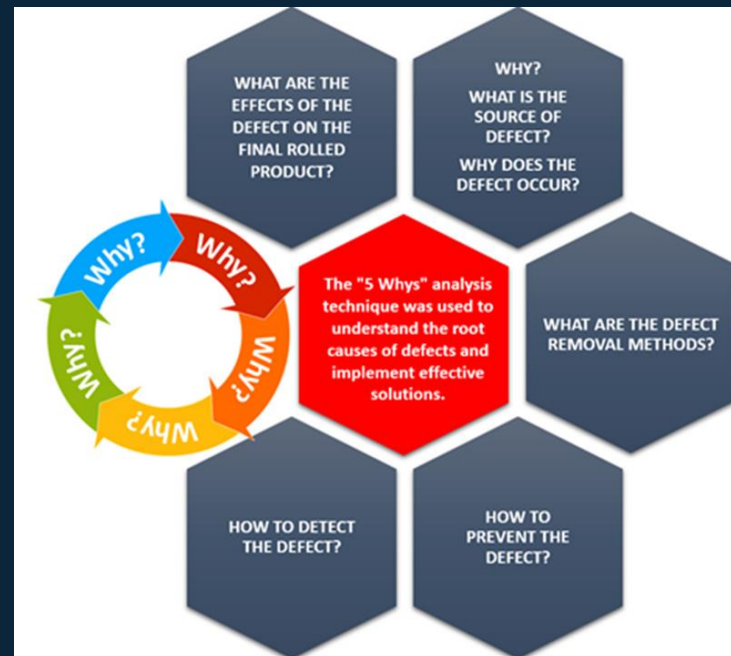 WHAT ARE THE
EFFECTS OF THE
DEFECT ON THE
FINAL ROLLED
PRODUCT?
WHY?
WHAT IS THE
SOURCE OF
DEFECT?
WHY DOES THE
DEFECT OCCUR?
Why?
Why?
Why?
Why?
Why?
The "5 Whys" analysis
technique was used to
understand the root
causes of defects and
implement effective
solutions.
WHAT ARE THE DEFECT
REMOVAL METHODS?
HOW TO DETECT
THE DEFECT?
HOW TO
PREVENT THE
DEFECT?